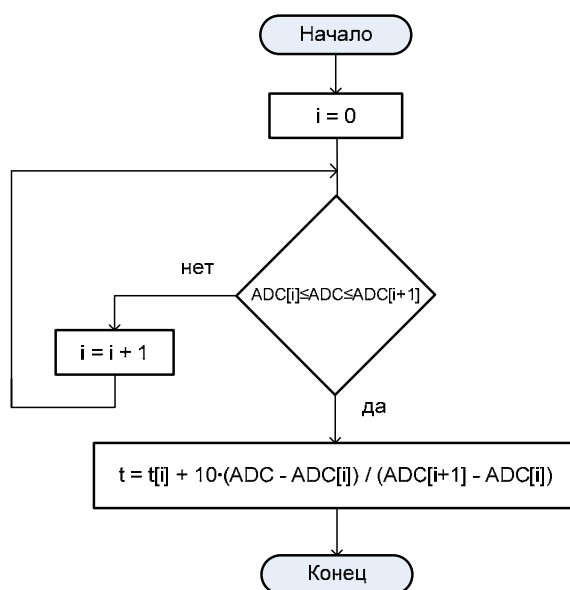 Начало
i = 0
ADC[i]≤ADC≤ADC[i+1]
нет
i = i + 1
да
t = t[i] + 10·(ADC - ADC[i]) / (ADC[i+1] - ADC[i])
Конец